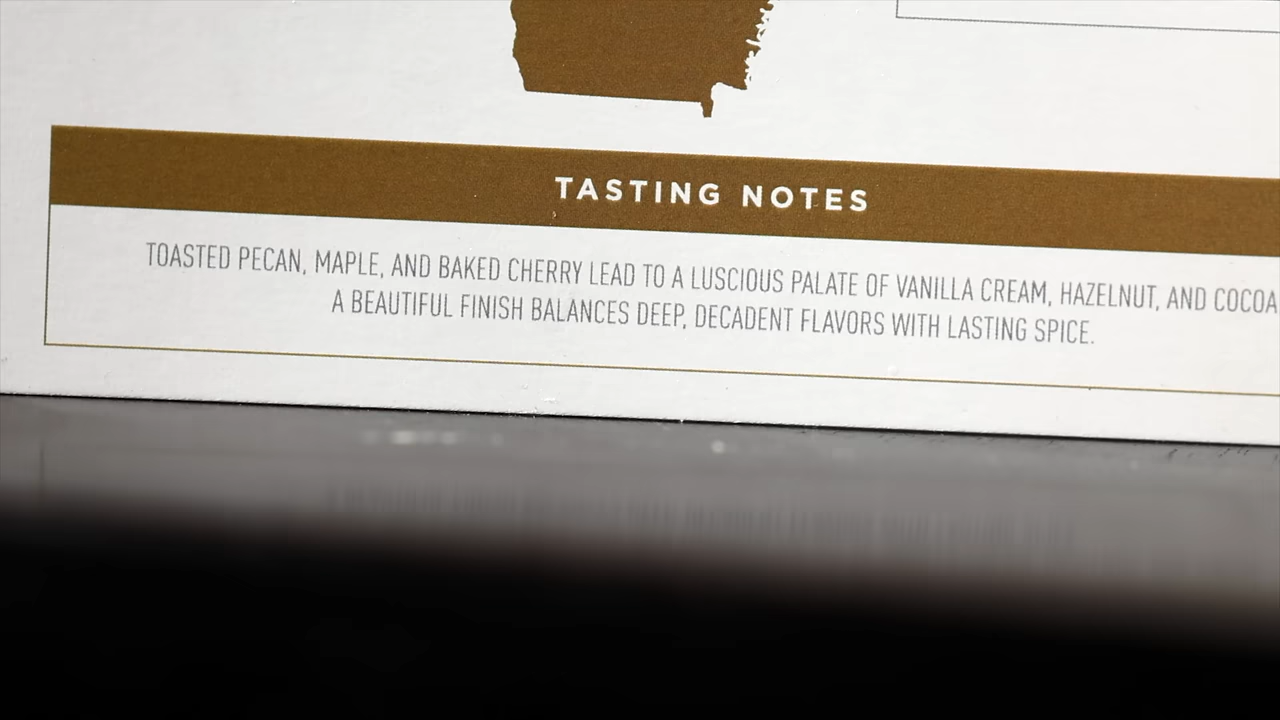 TASTING NOTES
TOASTED PECAN, MAPLE, AND BAKED CHERRY LEAD TO A LUSCIOUS PALATE OF VANILLA CREAM, HAZELNUT, AND COCOA
A BEAUTIFUL FINISH BALANCES DEEP, DECADENT FLAVORS WITH LASTING SPICE.